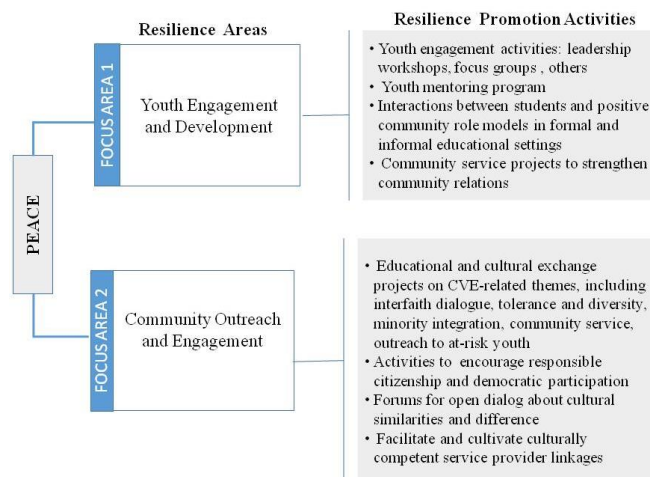 Resilience Areas
Resilience Promotion Activities
PEACE
FOCUS AREA 1
Youth Engagement
and Development
• Youth engagement activities: leadership
workshops, focus groups , others
• Youth mentoring program
• Interactions between students and positive
community role models in formal and
informal educational settings
• Community service projects to strengthen
community relations
FOCUS AREA 2
Community Outreach
and Engagement
• Educational and cultural exchange
projects on CVE-related themes, including
interfaith dialogue, tolerance and diversity,
minority integration, community service,
outreach to at-risk youth
• Activities to encourage responsible
citizenship and democratic participation
• Forums for open dialog about cultural
similarities and difference
• Facilitate and cultivate culturally
competent service provider linkages